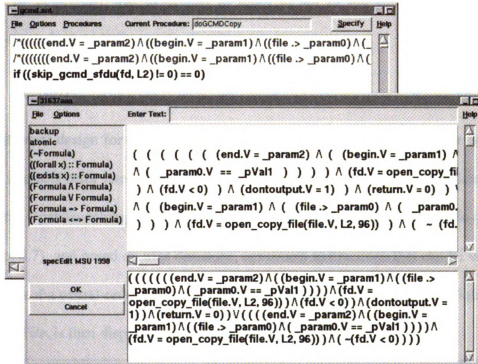 gcmd.ant
File Options Procedures Current Procedure: doGCMDCopy Specify Help
/*((((((end.V = _param2) /\ ((begin.V = _param1) /\ ((file .> _param0) /\ (_
/*((((((end.V = _param2) /\ ((begin.V = _param1) /\ ((file .> _param0) /\ (
if ((skip_gcmd_sfdu(fd, L2) != 0) == 0)
31637aaa
File Options Enter Text: Help
backup
atomic
(~Formula)
((forall x) :: Formula)
((exists x) :: Formula)
(Formula /\ Formula)
(Formula \/ Formula)
(Formula => Formula)
(Formula <=> Formula)
specEdit MSU 1998
OK
Cancel
( ( ( ( ( ( (end.V = _param2) /\ ( (begin.V = _param1) /\
/\ ( _param0.V == _pVal1 ) ) ) ) /\ (fd.V = open_copy_fi
) /\ (fd.V < 0) ) /\ (dontoutput.V = 1) ) /\ (return.V = 0) ) \
/\ ( (begin.V = _param1) /\ ( (file .> _param0) /\ ( _param0.
) ) ) /\ (fd.V = open_copy_file(file.V, L2, 96)) ) /\ ( ~ (fd.
((((((end.V = _param2) /\ ((begin.V = _param1) /\ ((file .>
_param0) /\ (_param0.V == _pVal1 ) ) ) ) /\ (fd.V =
open_copy_file(file.V, L2, 96)) ) /\ (fd.V < 0) ) /\ (dontoutput.V =
1) ) /\ (return.V = 0) ) \/ ((((end.V = _param2) /\ ((begin.V =
_param1) /\ ((file .> _param0) /\ (_param0.V == _pVal1 ) ) ) ) /\
(fd.V = open_copy_file(file.V, L2, 96)) ) /\ ( ~(fd.V < 0) ) ) )